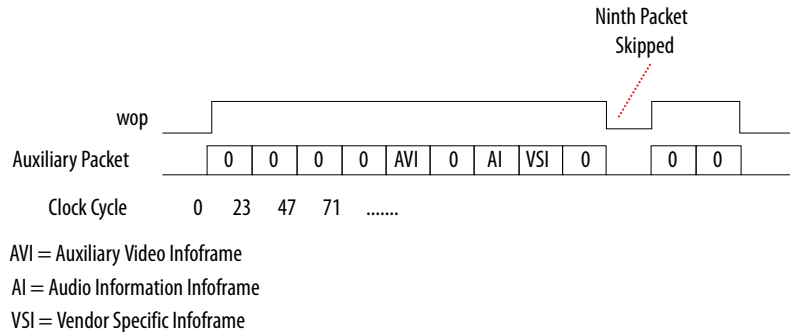 Ninth Packet
Skipped
wop
Auxiliary Packet 0 0 0 0 AVI 0 AI VSI 0 0 0
Clock Cycle 0 23 47 71 .......
AVI = Auxiliary Video Infoframe
AI = Audio Information Infoframe
VSI = Vendor Specific Infoframe